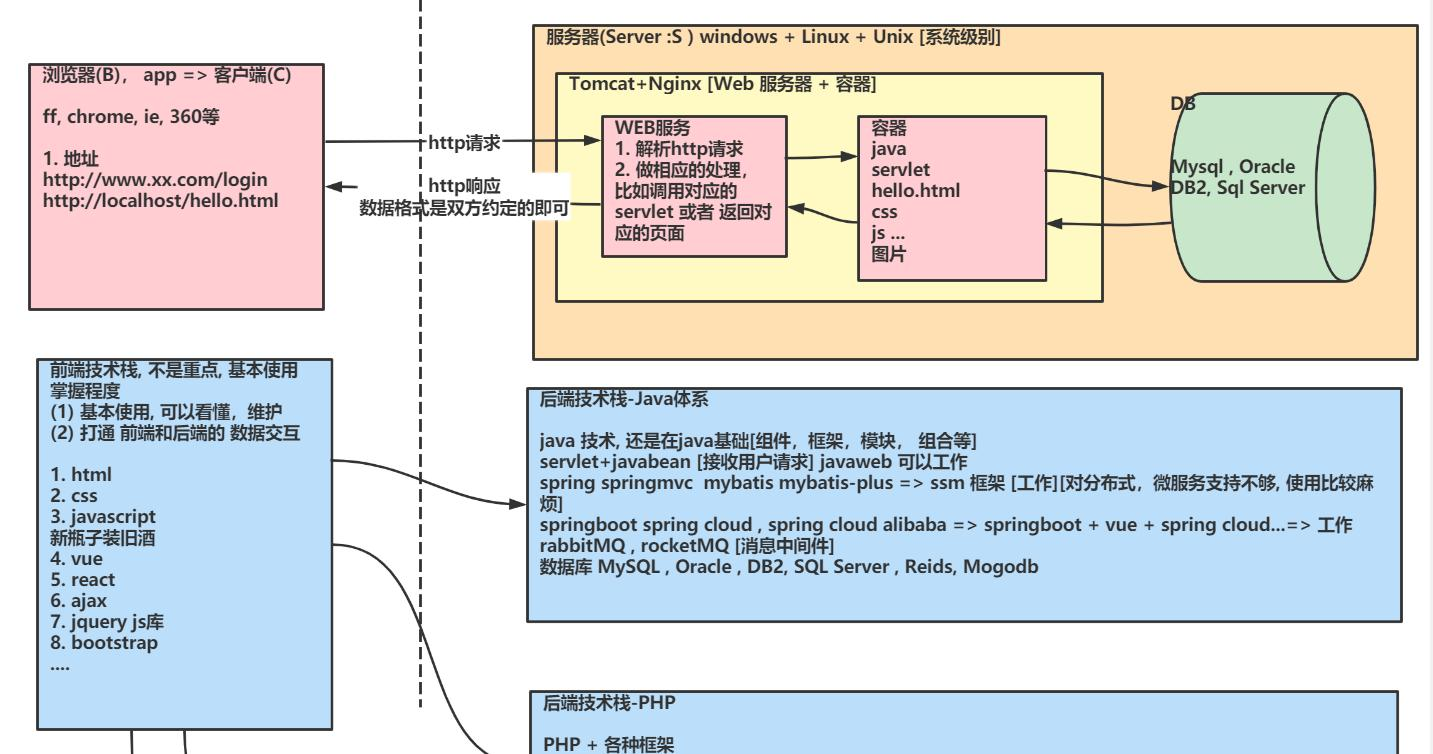 浏览器(B)， app => 客户端(C)
ff, chrome, ie, 360等
1. 地址
http://www.xx.com/login
http://localhost/hello.html
http请求
http响应
数据格式是双方约定的即可
服务器(Server :S ) windows + Linux + Unix [系统级别]
Tomcat+Nginx [Web 服务器 + 容器]
WEB服务
1. 解析http请求
2. 做相应的处理，
比如调用对应的
servlet 或者 返回对
应的页面
容器
java
servlet
hello.html
css
js ...
图片
DB
Mysql , Oracle
DB2, Sql Server
前端技术栈, 不是重点, 基本使用
掌握程度
(1) 基本使用, 可以看懂，维护
(2) 打通 前端和后端的 数据交互
1. html
2. css
3. javascript
新瓶子装旧酒
4. vue
5. react
6. ajax
7. jquery js库
8. bootstrap
....
后端技术栈-Java体系
java 技术, 还是在java基础[组件，框架，模块， 组合等]
servlet+javabean [接收用户请求] javaweb 可以工作
spring springmvc mybatis mybatis-plus => ssm 框架 [工作][对分布式，微服务支持不够, 使用比较麻
烦]
springboot spring cloud , spring cloud alibaba => springboot + vue + spring cloud...=> 工作
rabbitMQ , rocketMQ [消息中间件]
数据库 MySQL , Oracle , DB2, SQL Server , Reids, Mogodb
后端技术栈-PHP
PHP + 各种框架